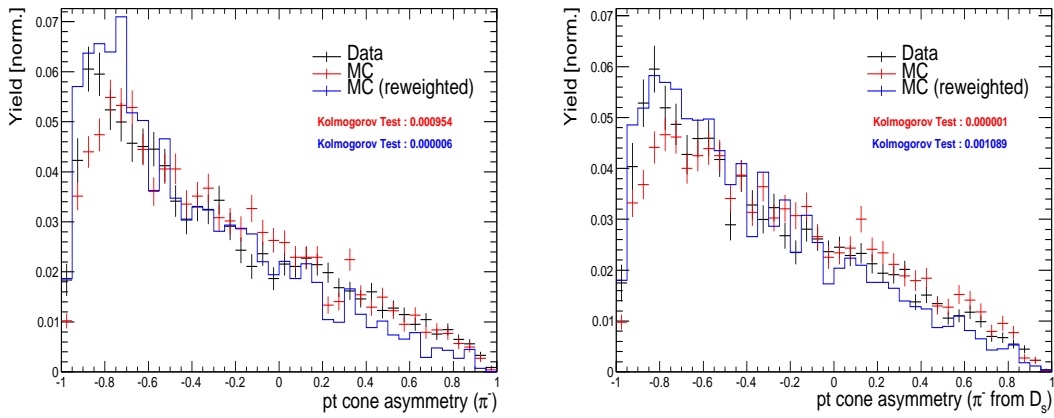 Yield [norm.]
0.07
0.06
0.05
0.04
0.03
0.02
0.01
0
Data
MC
MC (reweighted)
Kolmogorov Test : 0.000954
Kolmogorov Test : 0.000006
-1 -0.8 -0.6 -0.4 -0.2 0 0.2 0.4 0.6 0.8 1
pt cone asymmetry (π⁻)
Yield [norm.]
0.07
0.06
0.05
0.04
0.03
0.02
0.01
0
Data
MC
MC (reweighted)
Kolmogorov Test : 0.000001
Kolmogorov Test : 0.001089
-1 -0.8 -0.6 -0.4 -0.2 0 0.2 0.4 0.6 0.8 1
pt cone asymmetry (π⁻ from Dₛ)